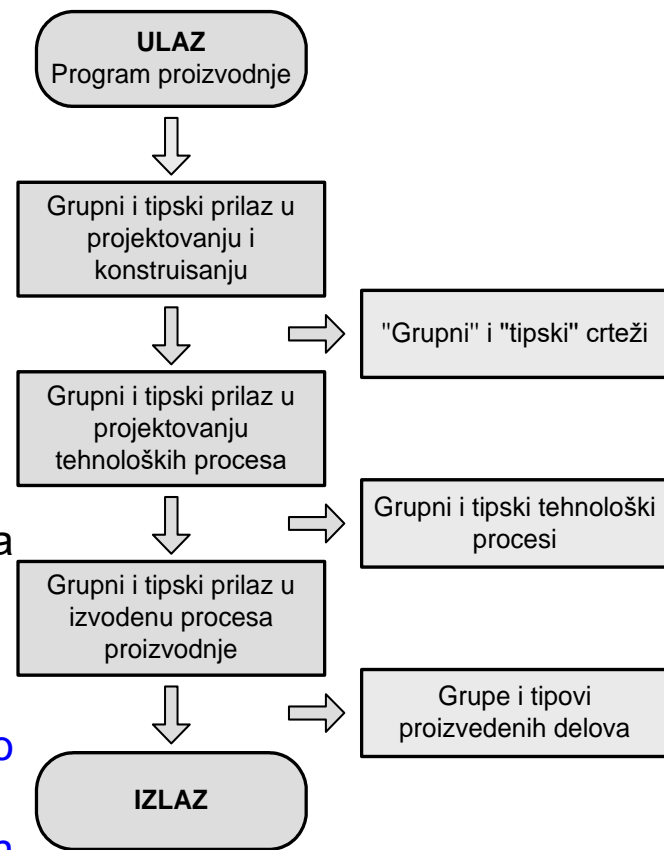 ULAZ
Program proizvodnje
Grupni i tipski prilaz u
projektovanju i
konstruisanju
"Grupni" i "tipski" crteži
Grupni i tipski prilaz u
projektovanju
tehnoloških procesa
Grupni i tipski tehnološki
procesi
a
Grupni i tipski prilaz u
izvodenu procesa
proizvodnje
Grupe i tipovi
proizvedenih delova
o
IZLAZ